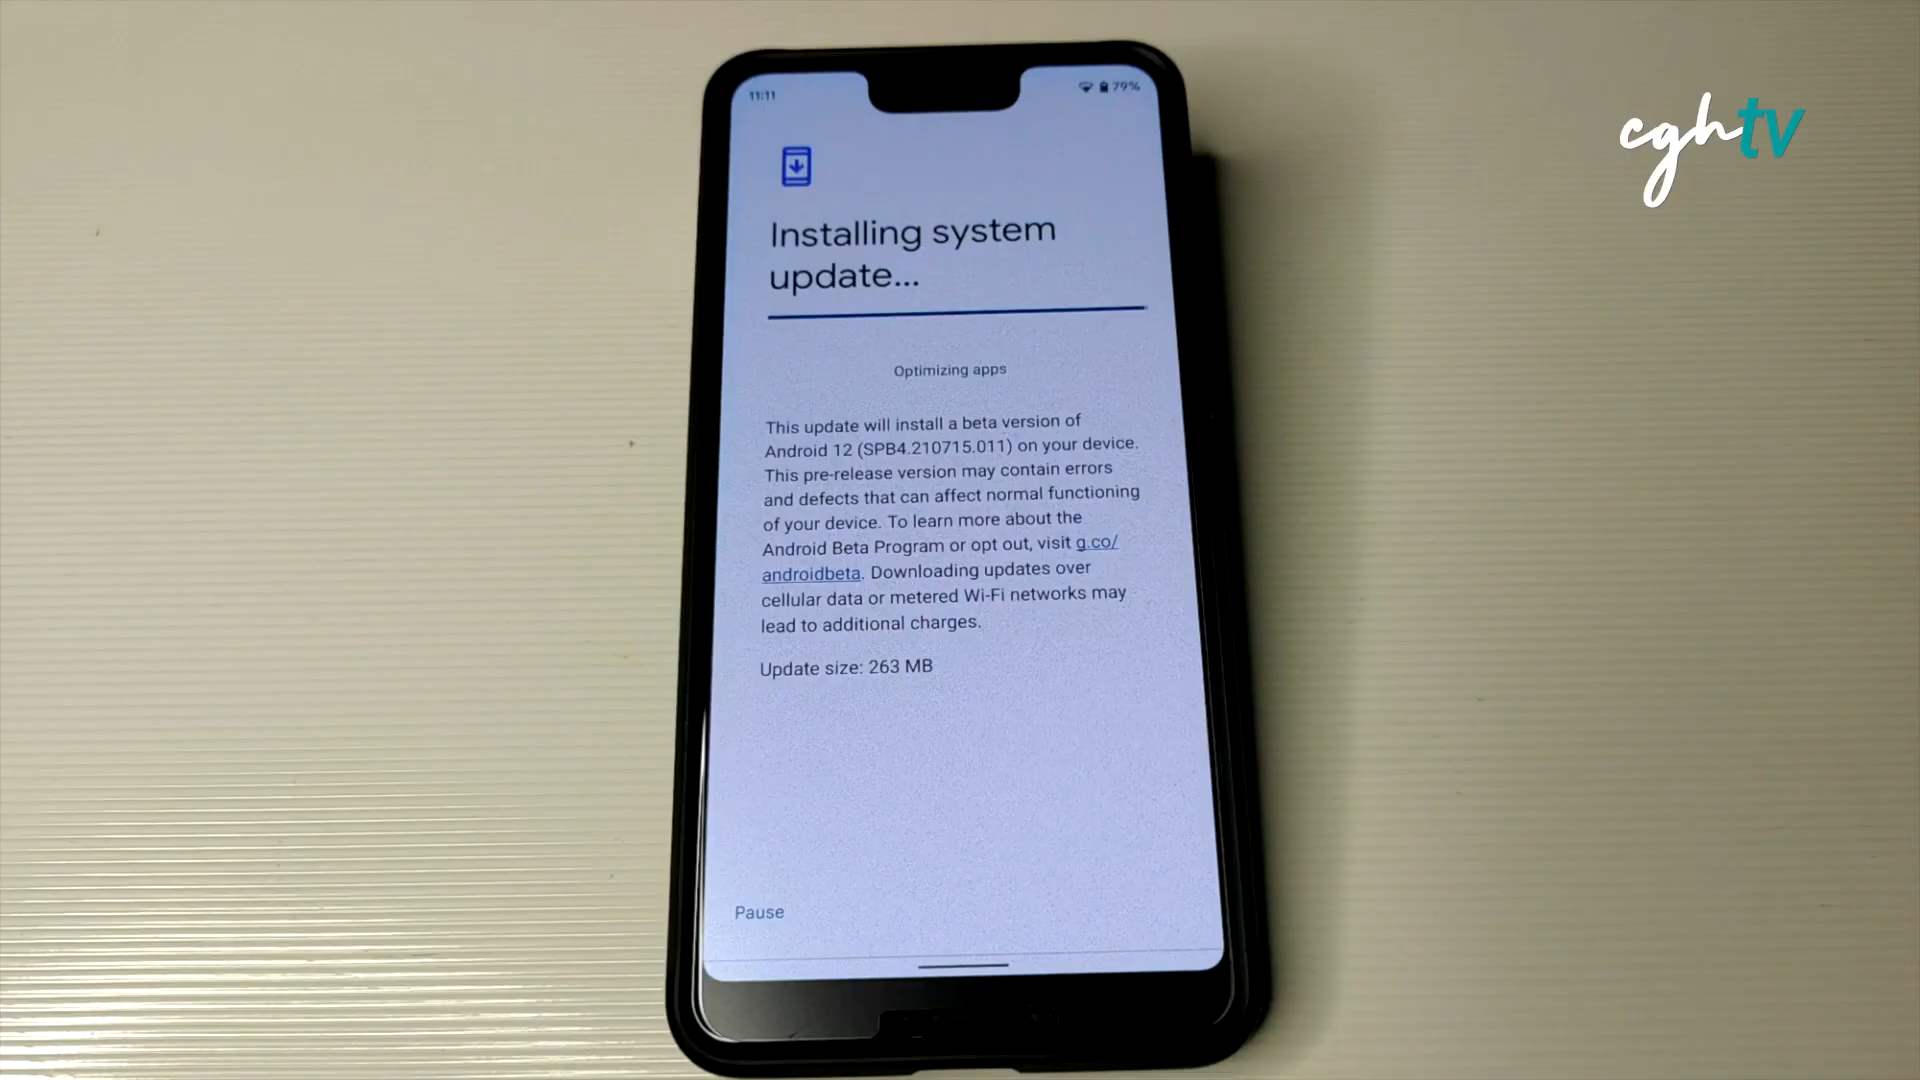 11:11
79%
cghtv
Installing system
update...
Optimizing apps
This update will install a beta version of
Android 12 (SPB4.210715.011) on your device.
This pre-release version may contain errors
and defects that can affect normal functioning
of your device. To learn more about the
Android Beta Program or opt out, visit g.co/
androidbeta. Downloading updates over
cellular data or metered Wi-Fi networks may
lead to additional charges.
Update size: 263 MB
Pause